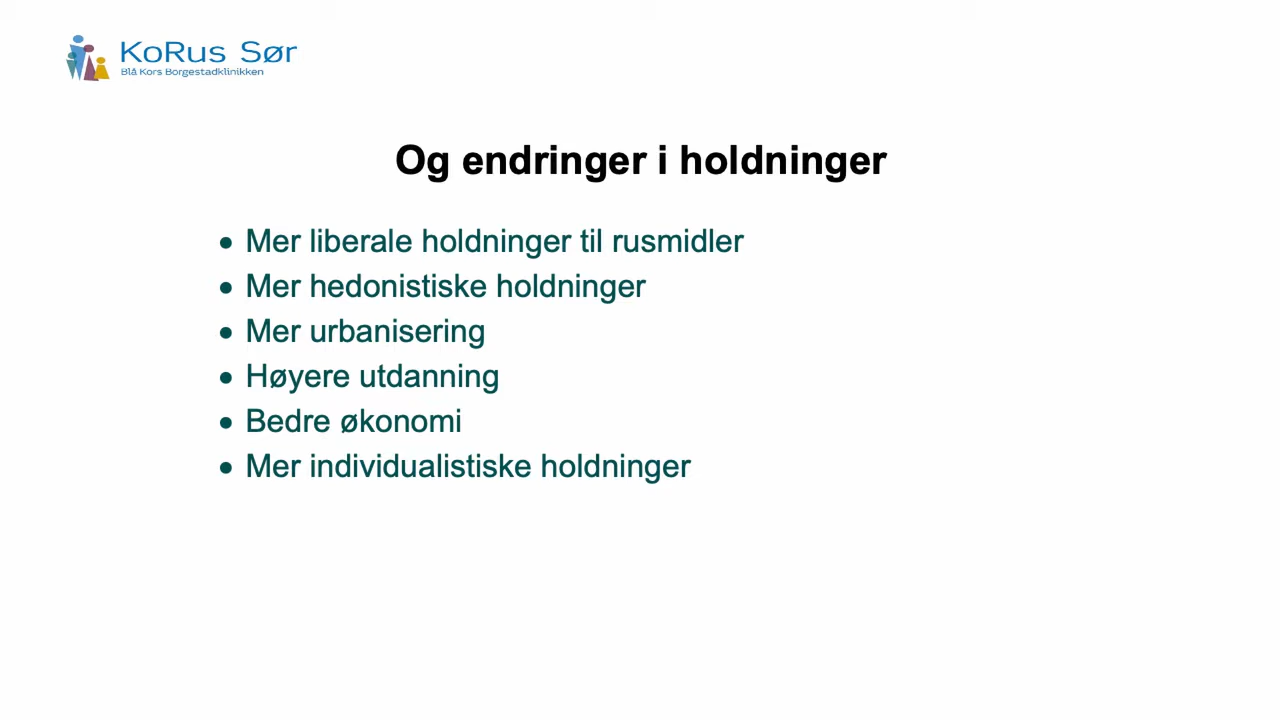 KoRus Sør
Blå Kors Borgestadklinikken
Og endringer i holdninger
• Mer liberale holdninger til rusmidler
• Mer hedonistiske holdninger
• Mer urbanisering
• Høyere utdanning
• Bedre økonomi
• Mer individualistiske holdninger